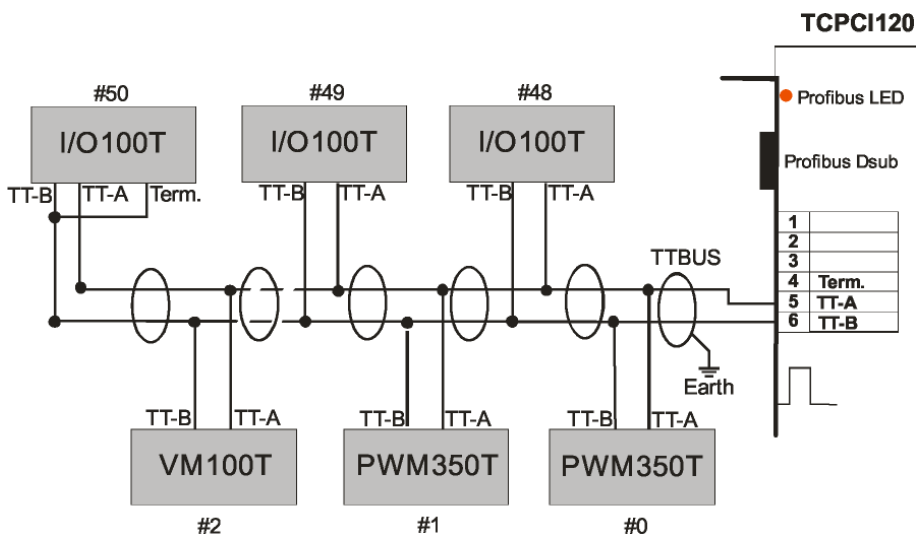 TCPCI120
#50
#49
#48
Profibus LED
I/O100T
I/O100T
I/O100T
Profibus Dsub
TT-B TT-A Term.
TT-B TT-A
TT-B TT-A
1
2
3
4 Term.
5 TT-A
6 TT-B
TTBUS
Earth
TT-B TT-A
TT-B TT-A
TT-B TT-A
VM100T
PWM350T
PWM350T
#2
#1
#0